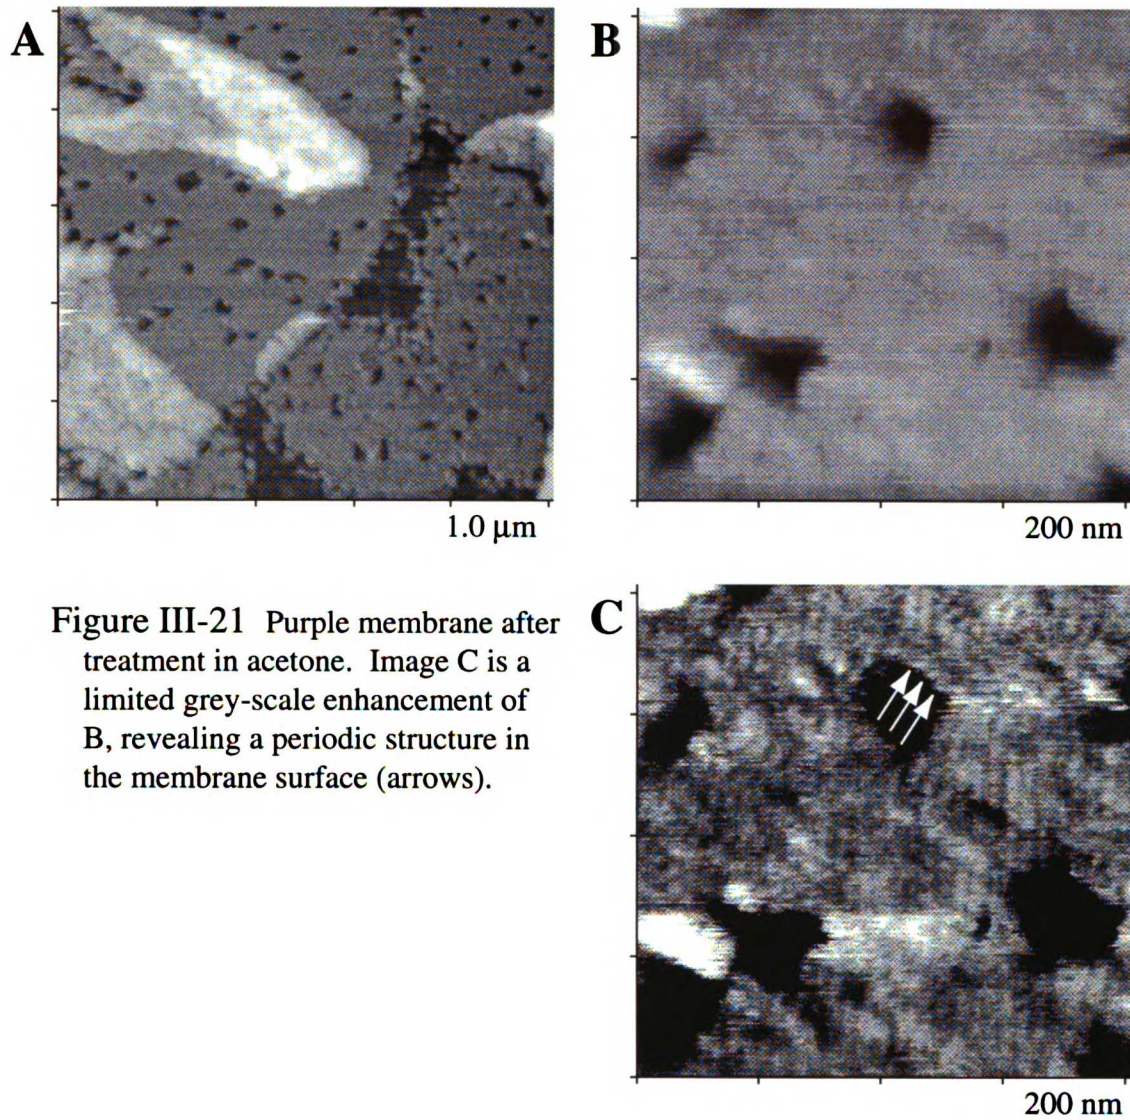 A
B
1.0 µm
200 nm
Figure III-21 Purple membrane after
treatment in acetone. Image C is a
limited grey-scale enhancement of
B, revealing a periodic structure in
the membrane surface (arrows).
C
200 nm